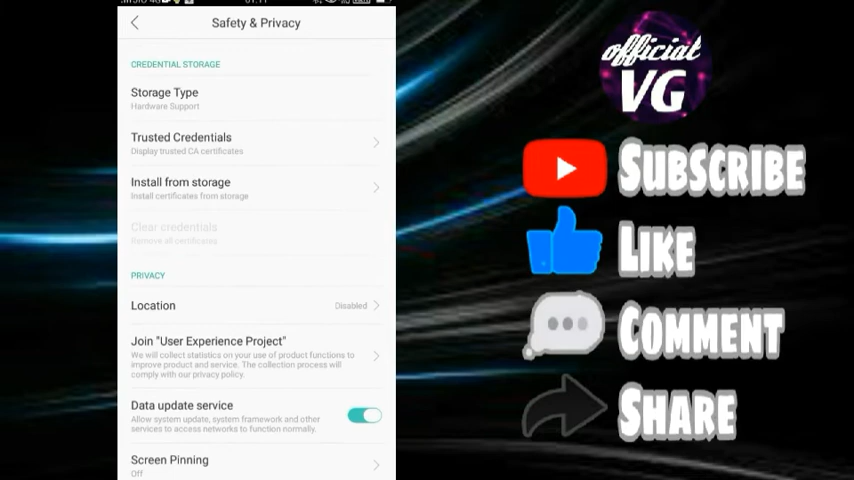 Safety & Privacy
CREDENTIAL STORAGE
Storage Type
Hardware Support
Trusted Credentials
Display trusted CA certificates
Install from storage
Install certificates from storage
Clear credentials
Remove all certificates
PRIVACY
Location
Disabled
Join "User Experience Project"
We will collect statistics on your use of product functions to
improve product and service. The collection process will
comply with our privacy policy.
Data update service
Allow system update, system framework and other
services to access networks to function normally.
Screen Pinning
Off
official
VG
SUBSCRIBE
LIKE
COMMENT
SHARE